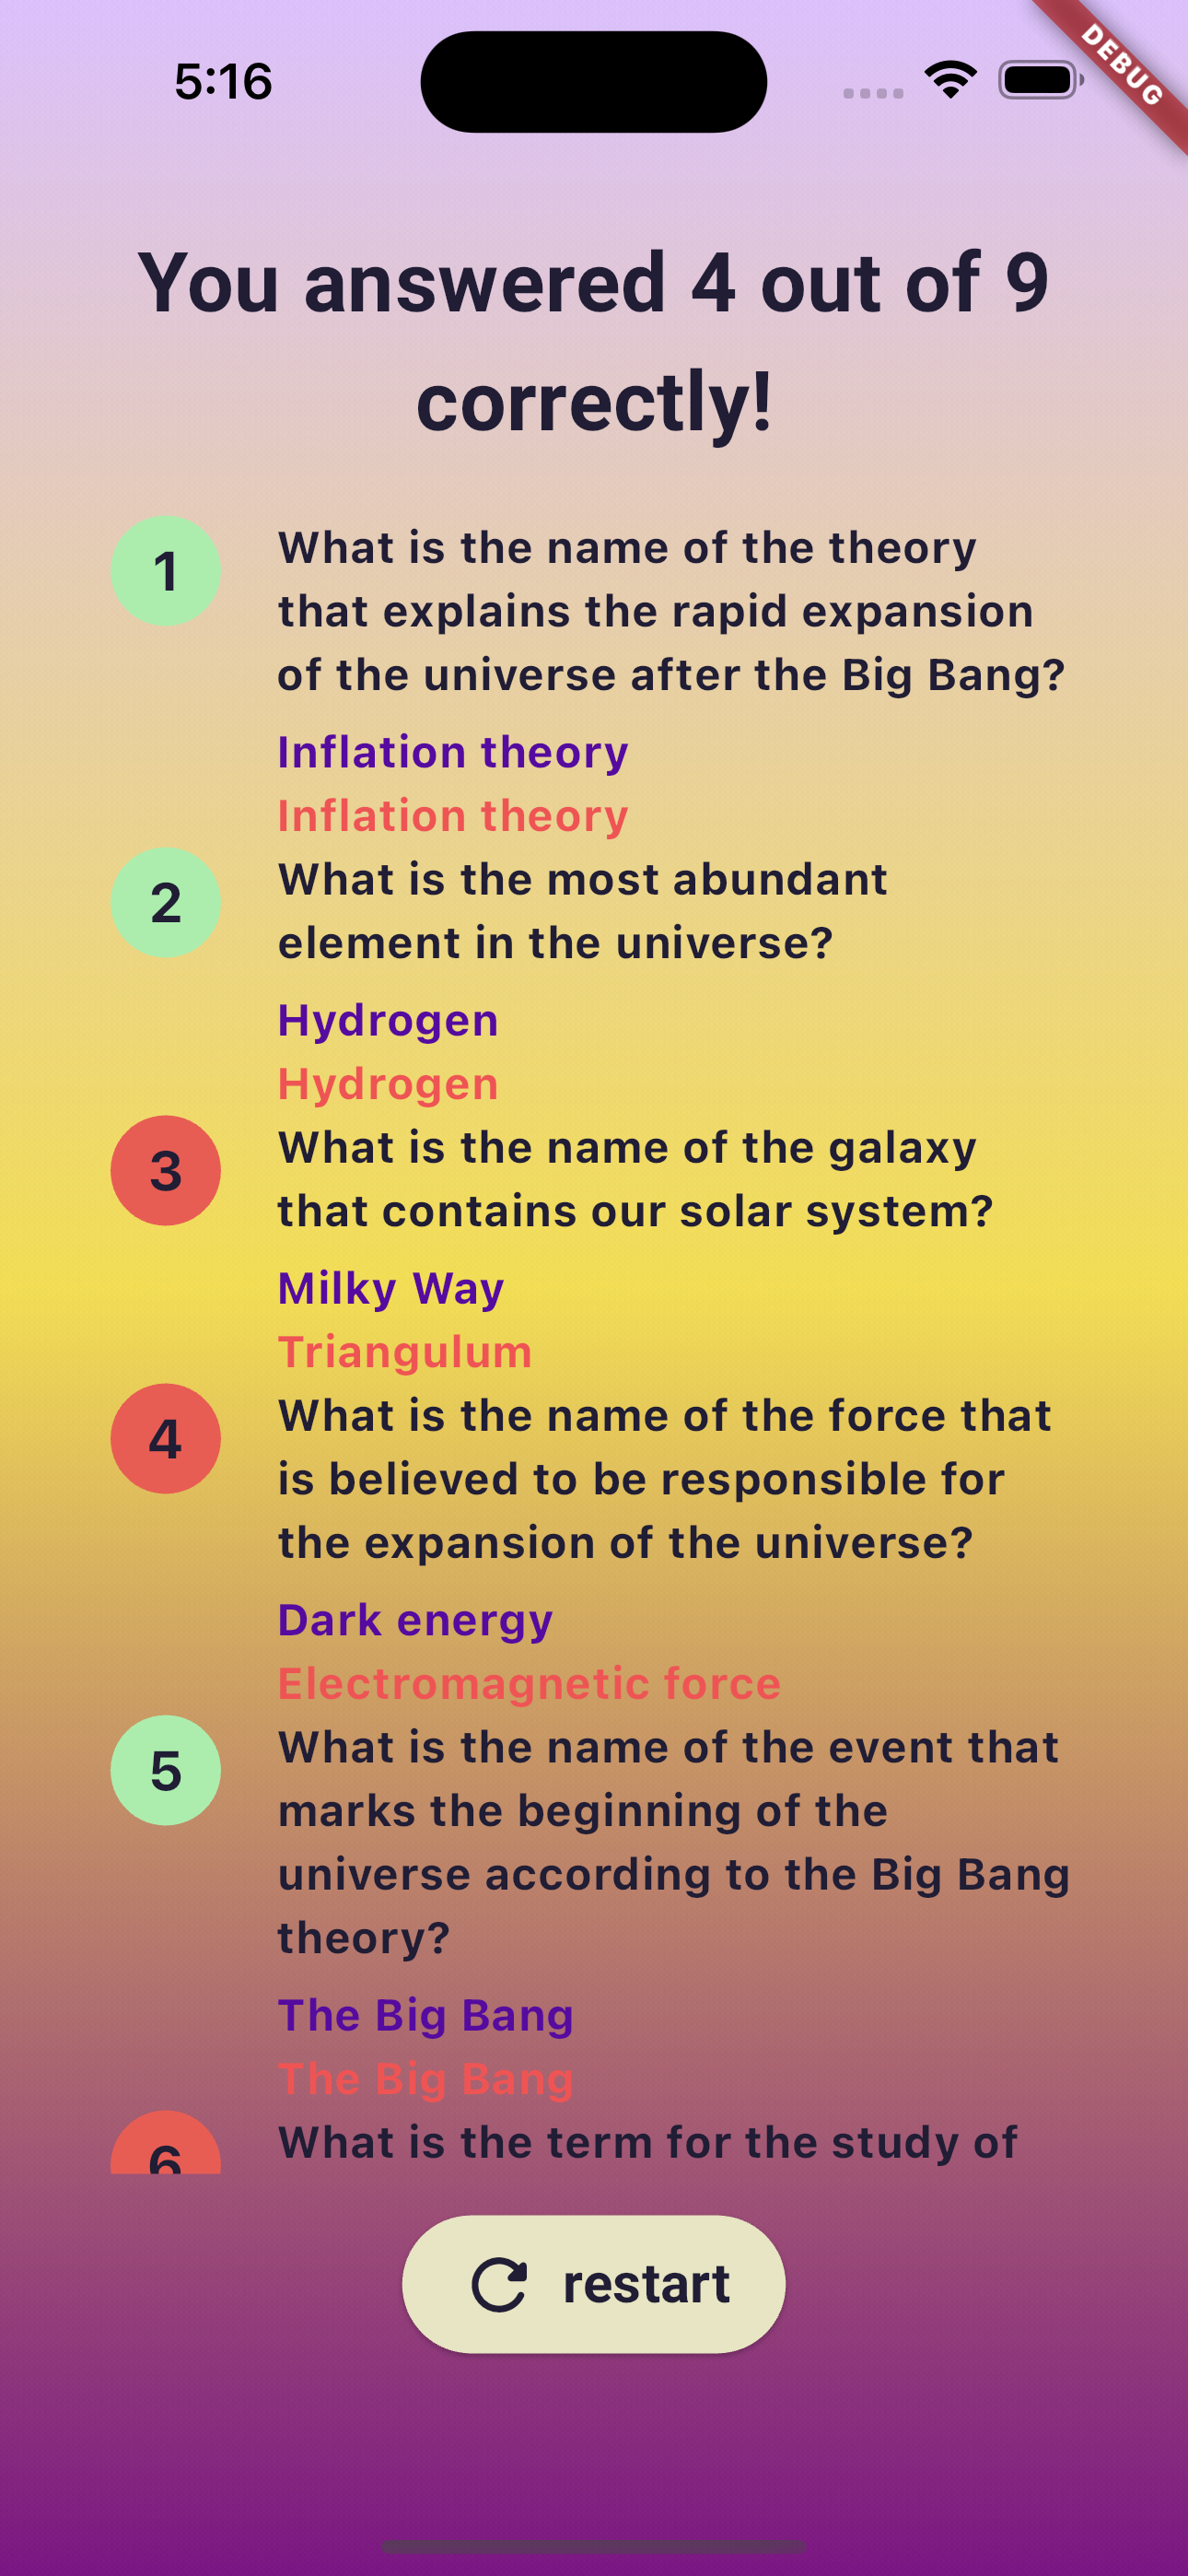 5:16
DEBUG
You answered 4 out of 9
correctly!
1
What is the name of the theory
that explains the rapid expansion
of the universe after the Big Bang?
Inflation theory
Inflation theory
2
What is the most abundant
element in the universe?
Hydrogen
Hydrogen
3
What is the name of the galaxy
that contains our solar system?
Milky Way
Triangulum
4
What is the name of the force that
is believed to be responsible for
the expansion of the universe?
Dark energy
Electromagnetic force
5
What is the name of the event that
marks the beginning of the
universe according to the Big Bang
theory?
The Big Bang
The Big Bang
6
What is the term for the study of
restart